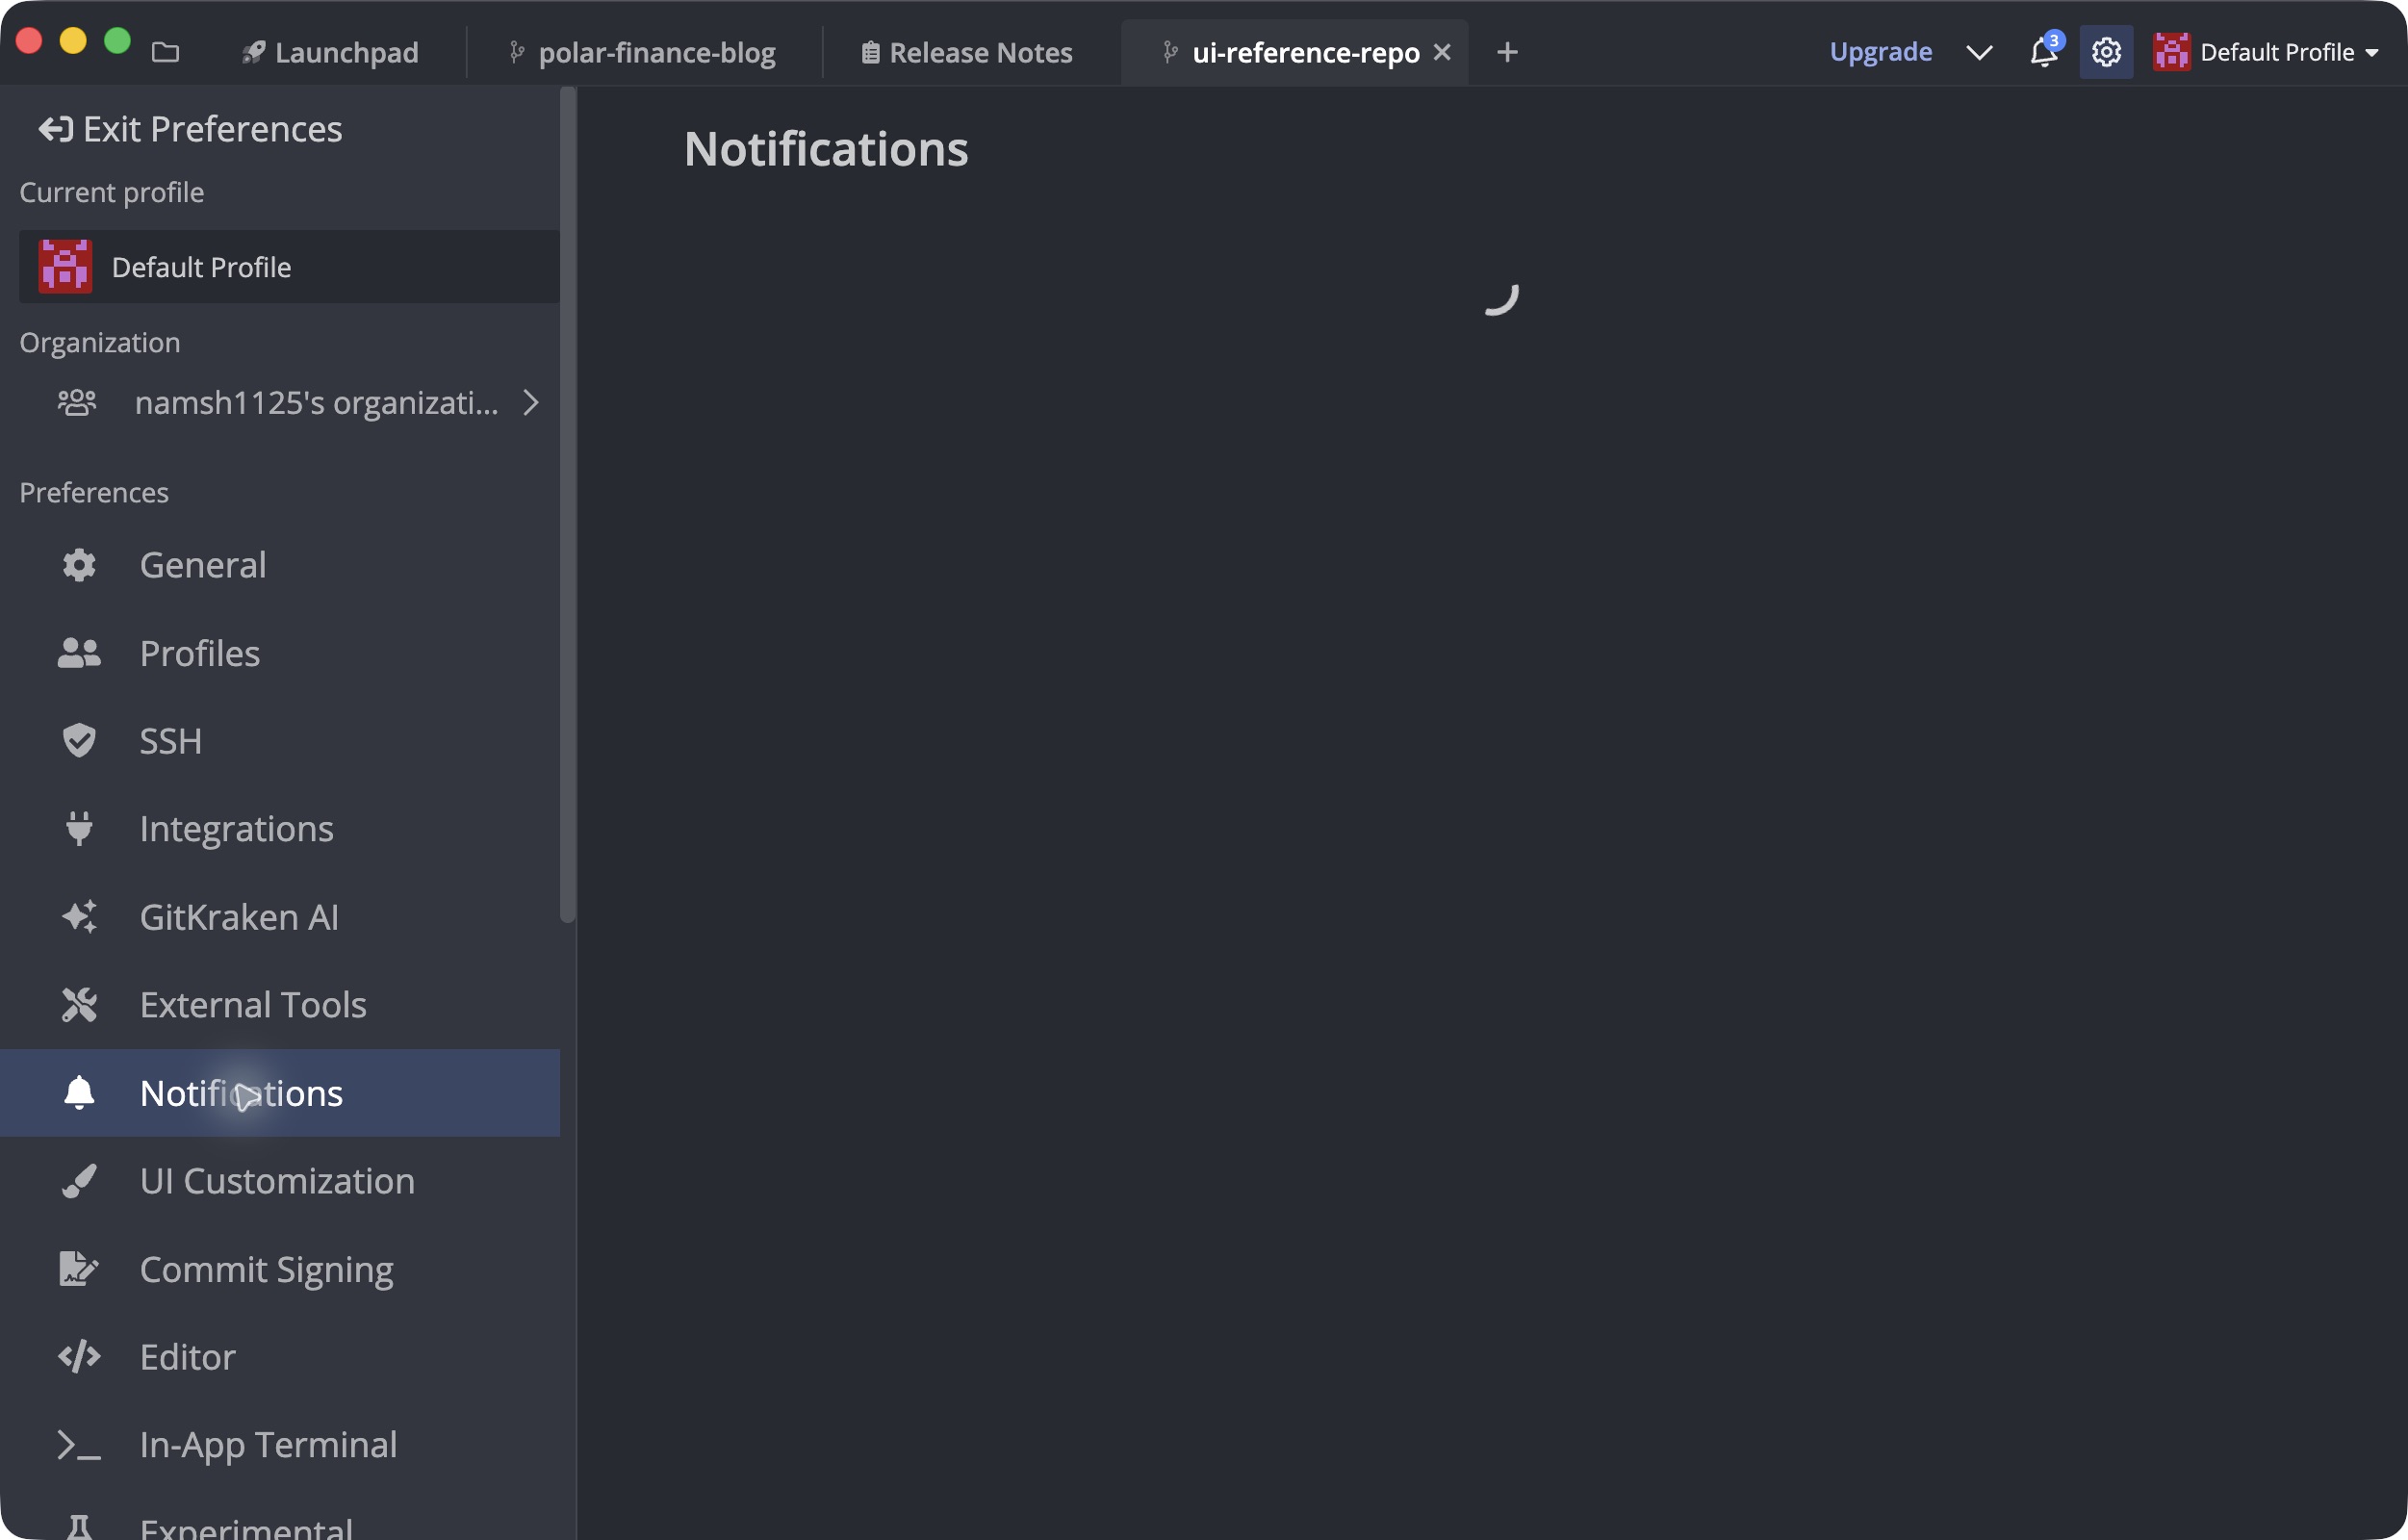 Launchpad
polar-finance-blog
Release Notes
ui-reference-repo
Upgrade
3
Default Profile
Exit Preferences
Current profile
Default Profile
Organization
namsh1125's organizati...
Preferences
General
Profiles
SSH
Integrations
GitKraken AI
External Tools
Notifications
UI Customization
Commit Signing
Editor
In-App Terminal
Experimental
Notifications